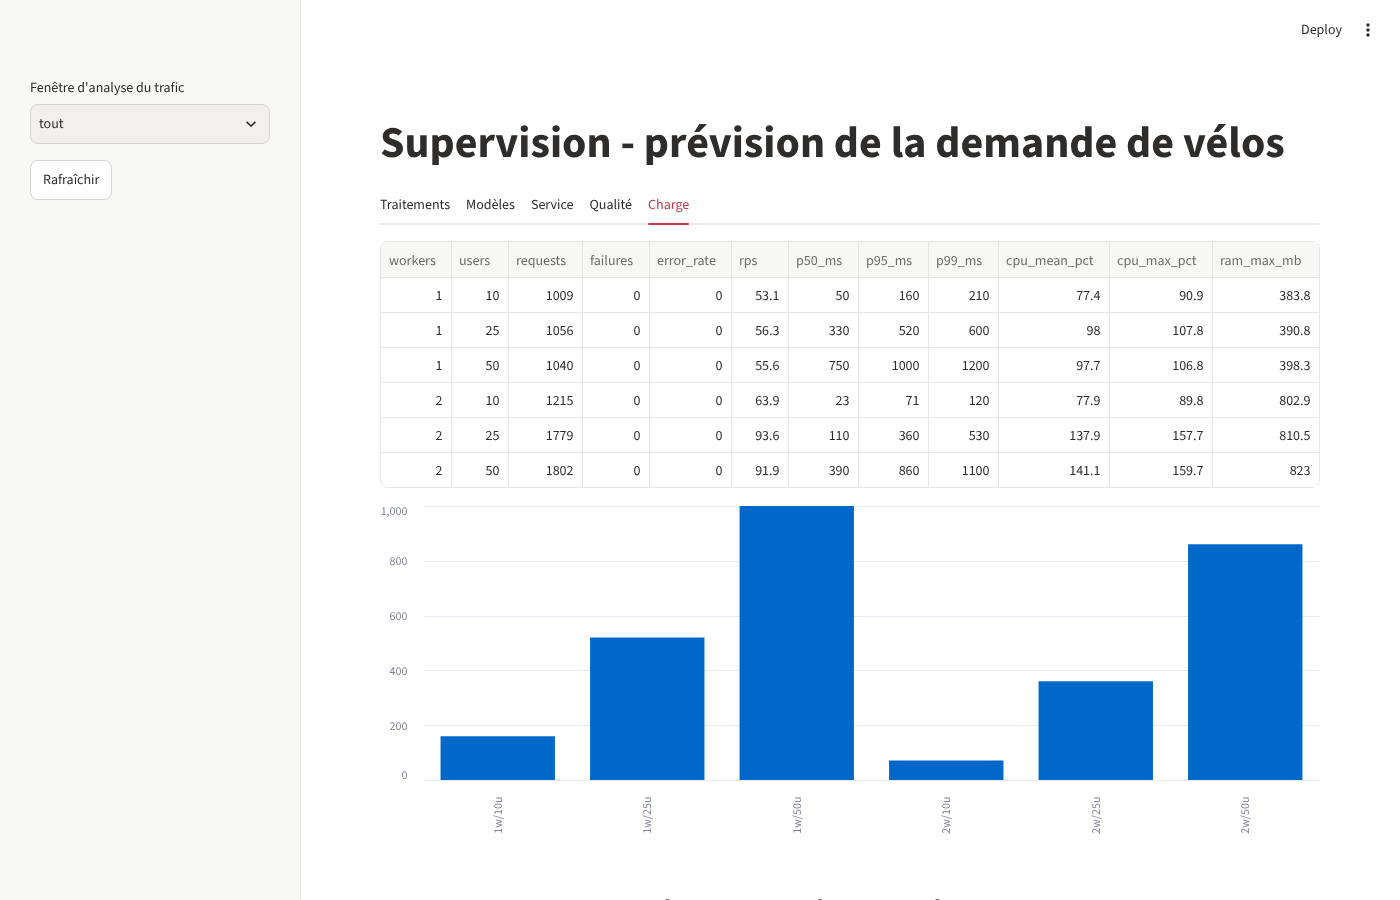 Deploy
Fenêtre d'analyse du trafic
tout
Rafraîchir
Supervision - prévision de la demande de vélos
Traitements Modèles Service Qualité Charge
workers users requests failures error_rate rps p50_ms p95_ms p99_ms cpu_mean_pct cpu_max_pct ram_max_mb
1 10 1009 0 0 53.1 50 160 210 77.4 90.9 383.8
1 25 1056 0 0 56.3 330 520 600 98 107.8 390.8
1 50 1040 0 0 55.6 750 1000 1200 97.7 106.8 398.3
2 10 1215 0 0 63.9 23 71 120 77.9 89.8 802.9
2 25 1779 0 0 93.6 110 360 530 137.9 157.7 810.5
2 50 1802 0 0 91.9 390 860 1100 141.1 159.7 823
1,000
800
600
400
200
0
1w/10u 1w/25u 1w/50u 2w/10u 2w/25u 2w/50u